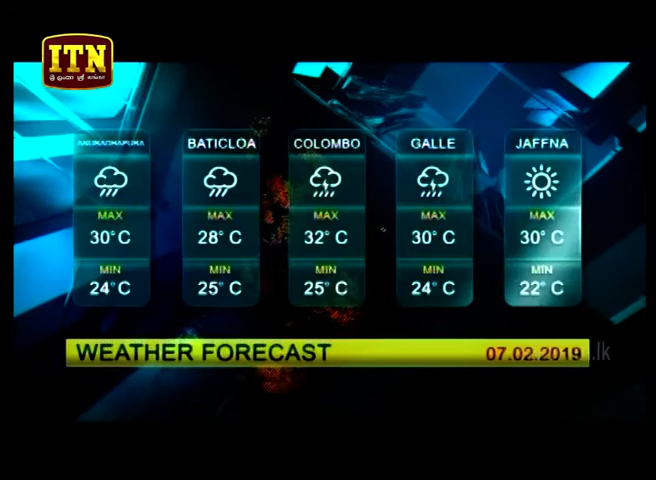 ITN
ශ්‍රී ලංකා ஸ்ரீ லங்கா
ANURADHAPURA
BATICLOA
COLOMBO
GALLE
JAFFNA
MAX
MAX
MAX
MAX
MAX
30° C
28° C
32° C
30° C
30° C
MIN
MIN
MIN
MIN
MIN
24° C
25° C
25° C
24° C
22° C
WEATHER FORECAST
07.02.2019
.lk